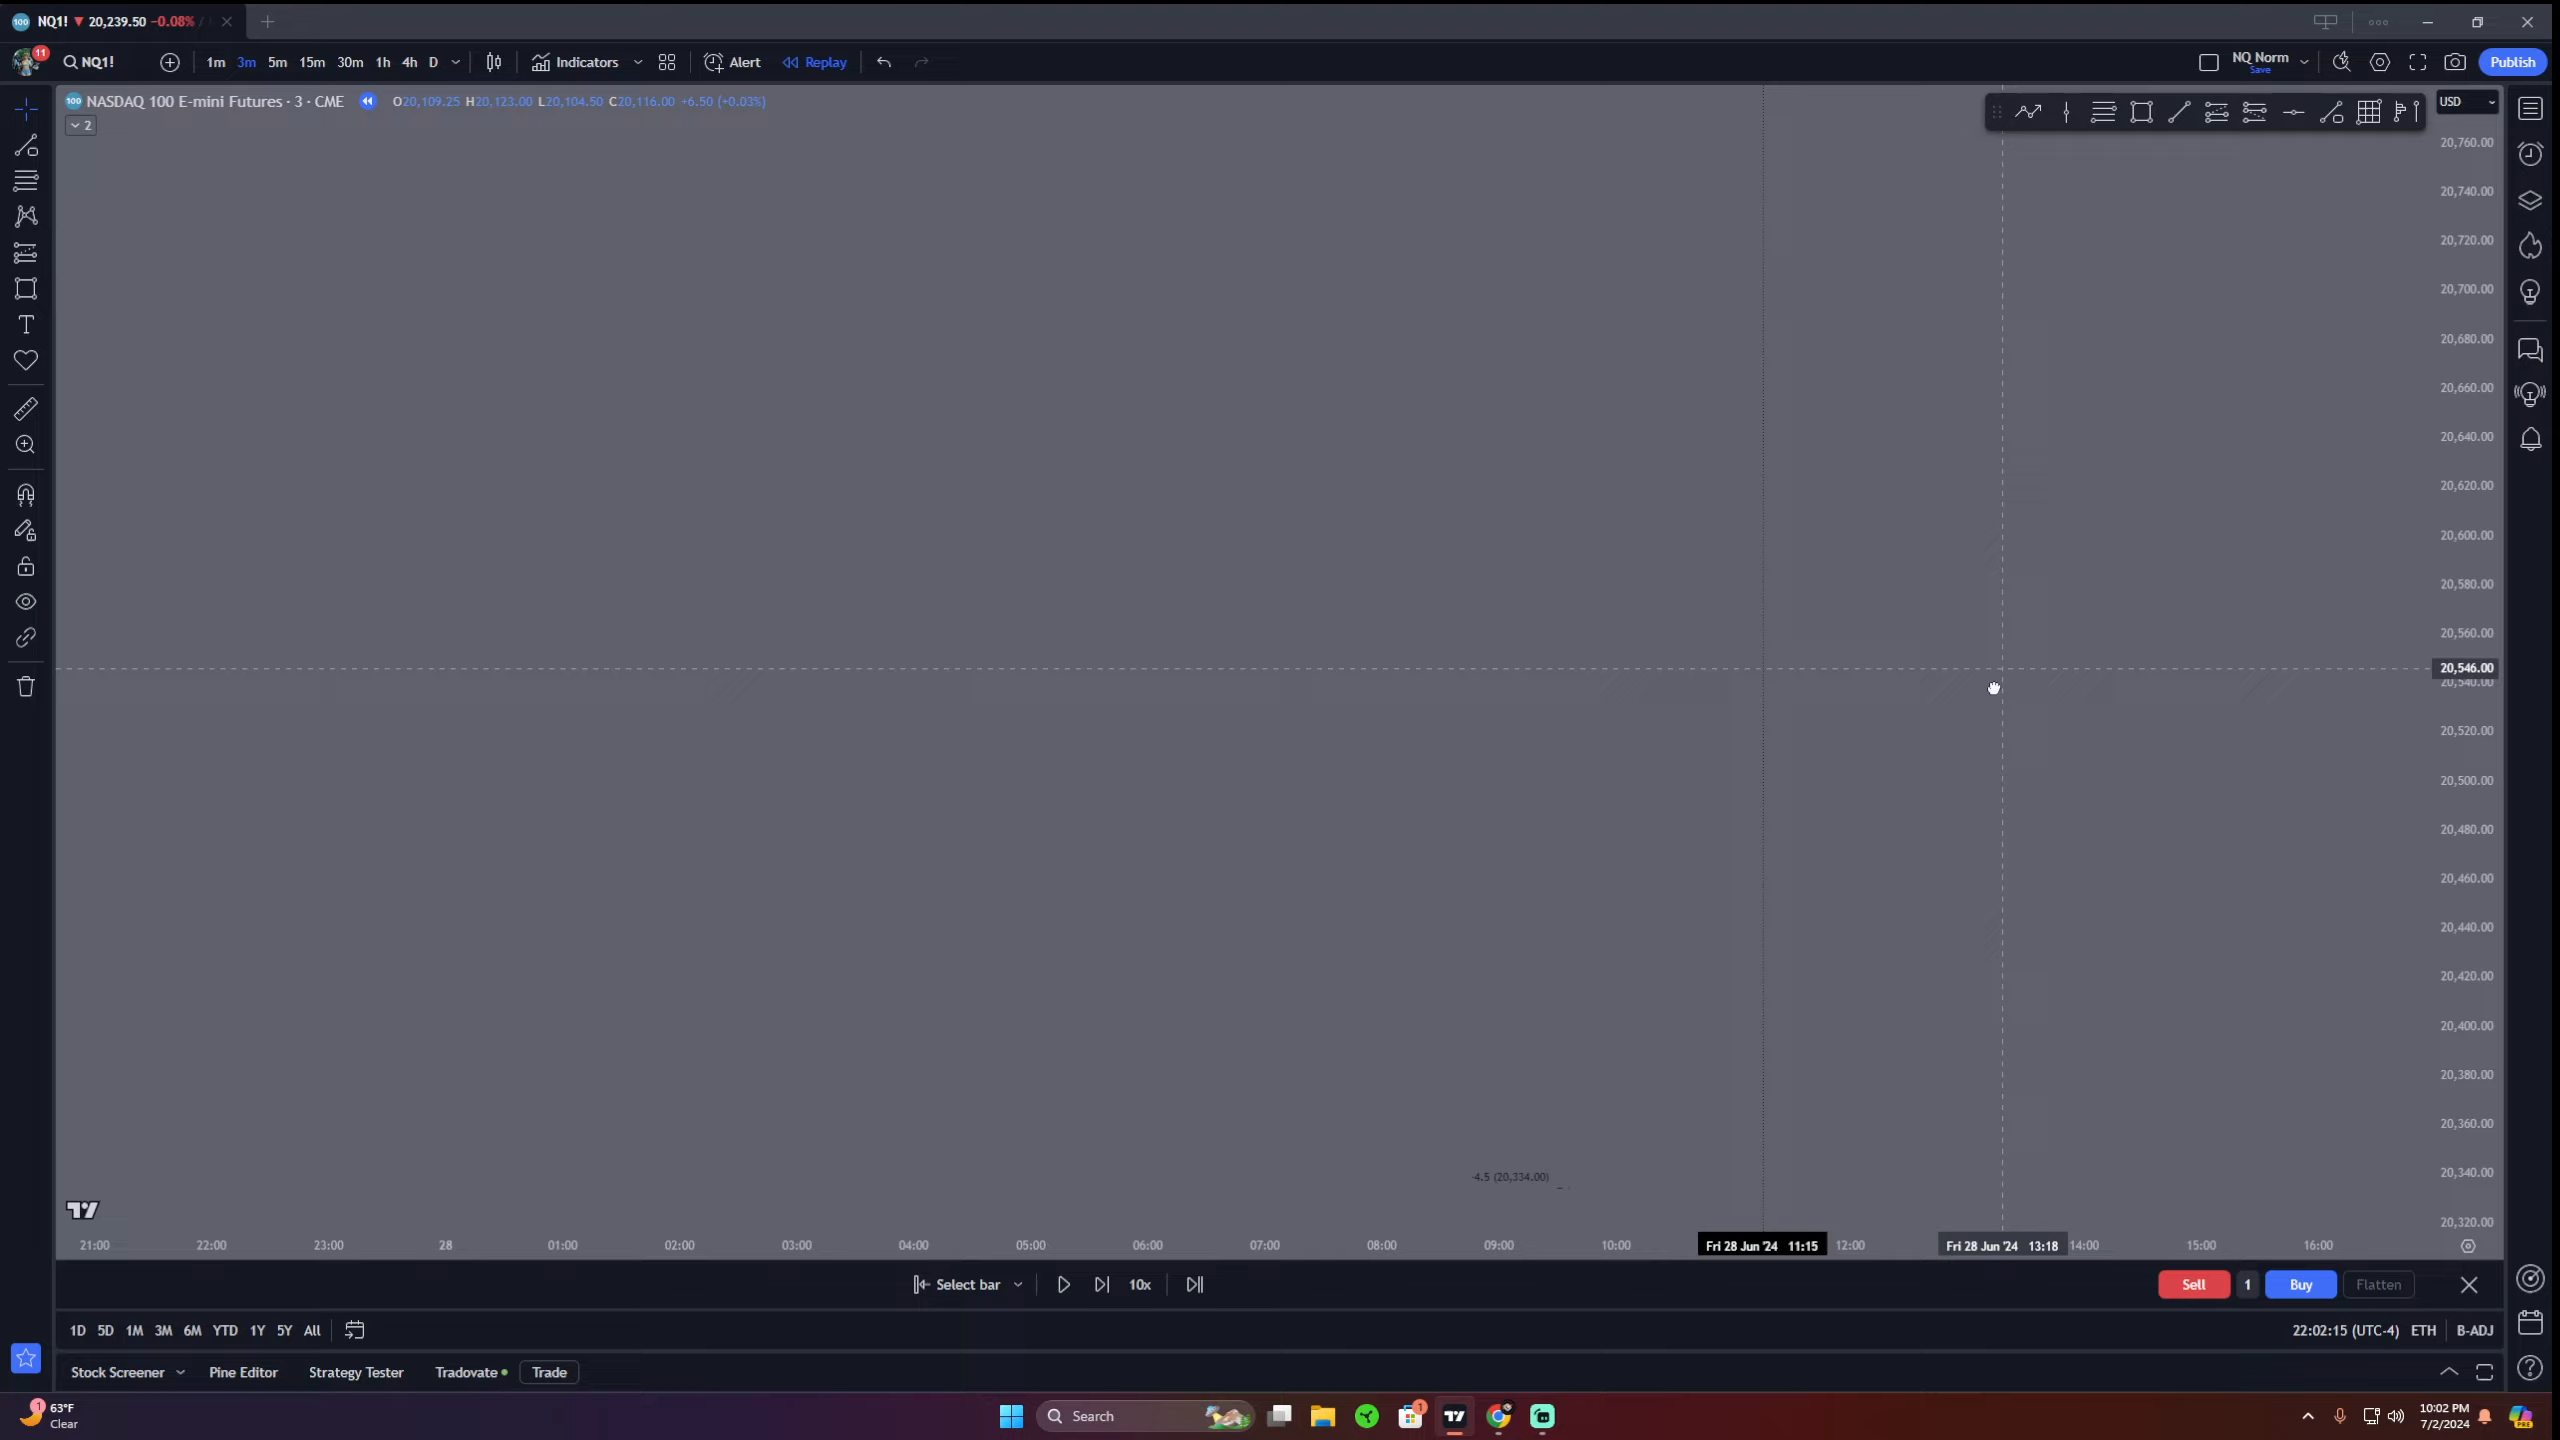 NQ1! ▼ 20,239.50 −0.08% /
11 NQ1! 1m 3m 5m 15m 30m 1h 4h D Indicators Alert Replay NQ Norm Publish
Save
NASDAQ 100 E-mini Futures · 3 · CME O20,109.25 H20,123.00 L20,104.50 C20,116.00 +6.50 (+0.03%)
USD
2
20,760.00
20,740.00
20,720.00
20,700.00
20,680.00
20,660.00
20,640.00
20,620.00
20,600.00
20,580.00
20,560.00
20,546.00
20,540.00
20,520.00
20,500.00
20,480.00
20,460.00
20,440.00
20,420.00
20,400.00
20,380.00
20,360.00
20,340.00
-4.5 (20,334.00)
20,320.00
21:00 22:00 23:00 28 01:00 02:00 03:00 04:00 05:00 06:00 07:00 08:00 09:00 10:00 Fri 28 Jun '24 11:15 12:00 Fri 28 Jun '24 13:18 14:00 15:00 16:00
Select bar 10x Sell 1 Buy Flatten
1D 5D 1M 3M 6M YTD 1Y 5Y All 22:02:15 (UTC-4) ETH B-ADJ
Stock Screener Pine Editor Strategy Tester Tradovate Trade
1 63°F
Clear
Search
1
10:02 PM
7/2/2024
PRE